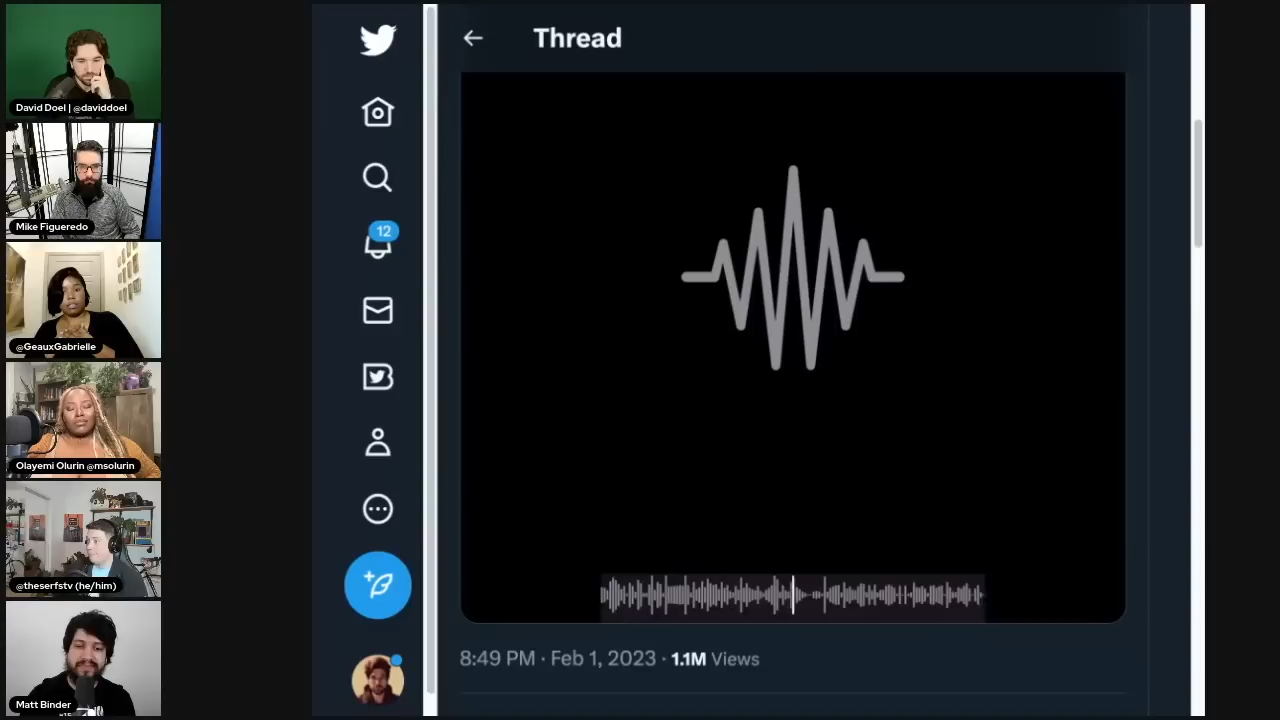 David Doel | @daviddoel
Mike Figueredo
@GeauxGabrielle
Olayemi Olurin @msolurin
@theserfstv (he/him)
Matt Binder
12
Thread
8:49 PM · Feb 1, 2023 · 1.1M Views